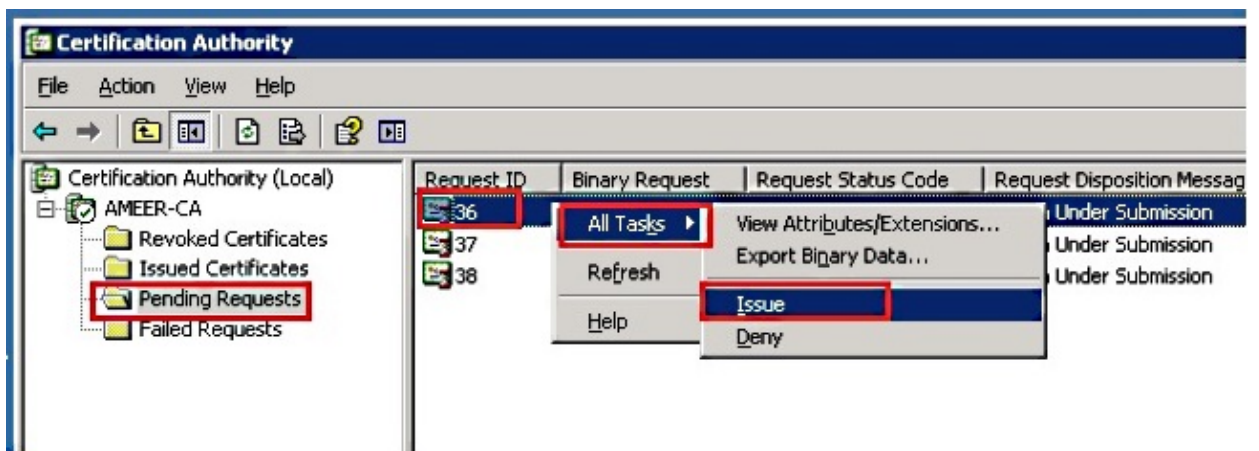 Certification Authority
File Action View Help
Certification Authority (Local)
AMEER-CA
Revoked Certificates
Issued Certificates
Pending Requests
Failed Requests
Request ID Binary Request Request Status Code Request Disposition Messag
36 Under Submission
37 Under Submission
38 Under Submission
All Tasks
Refresh
Help
View Attributes/Extensions...
Export Binary Data...
Issue
Deny